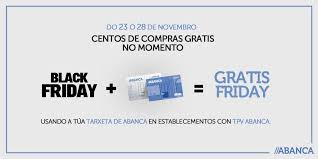 DO 23 O 28 DE NOVEMBRO
CENTOS DE COMPRAS GRATIS
NO MOMENTO
BLACK
FRIDAY
+
//ABANCA
=
GRATIS
FRIDAY
USANDO A TÚA TARXETA DE ABANCA EN ESTABLECEMENTOS CON TPV ABANCA
//ABANCA